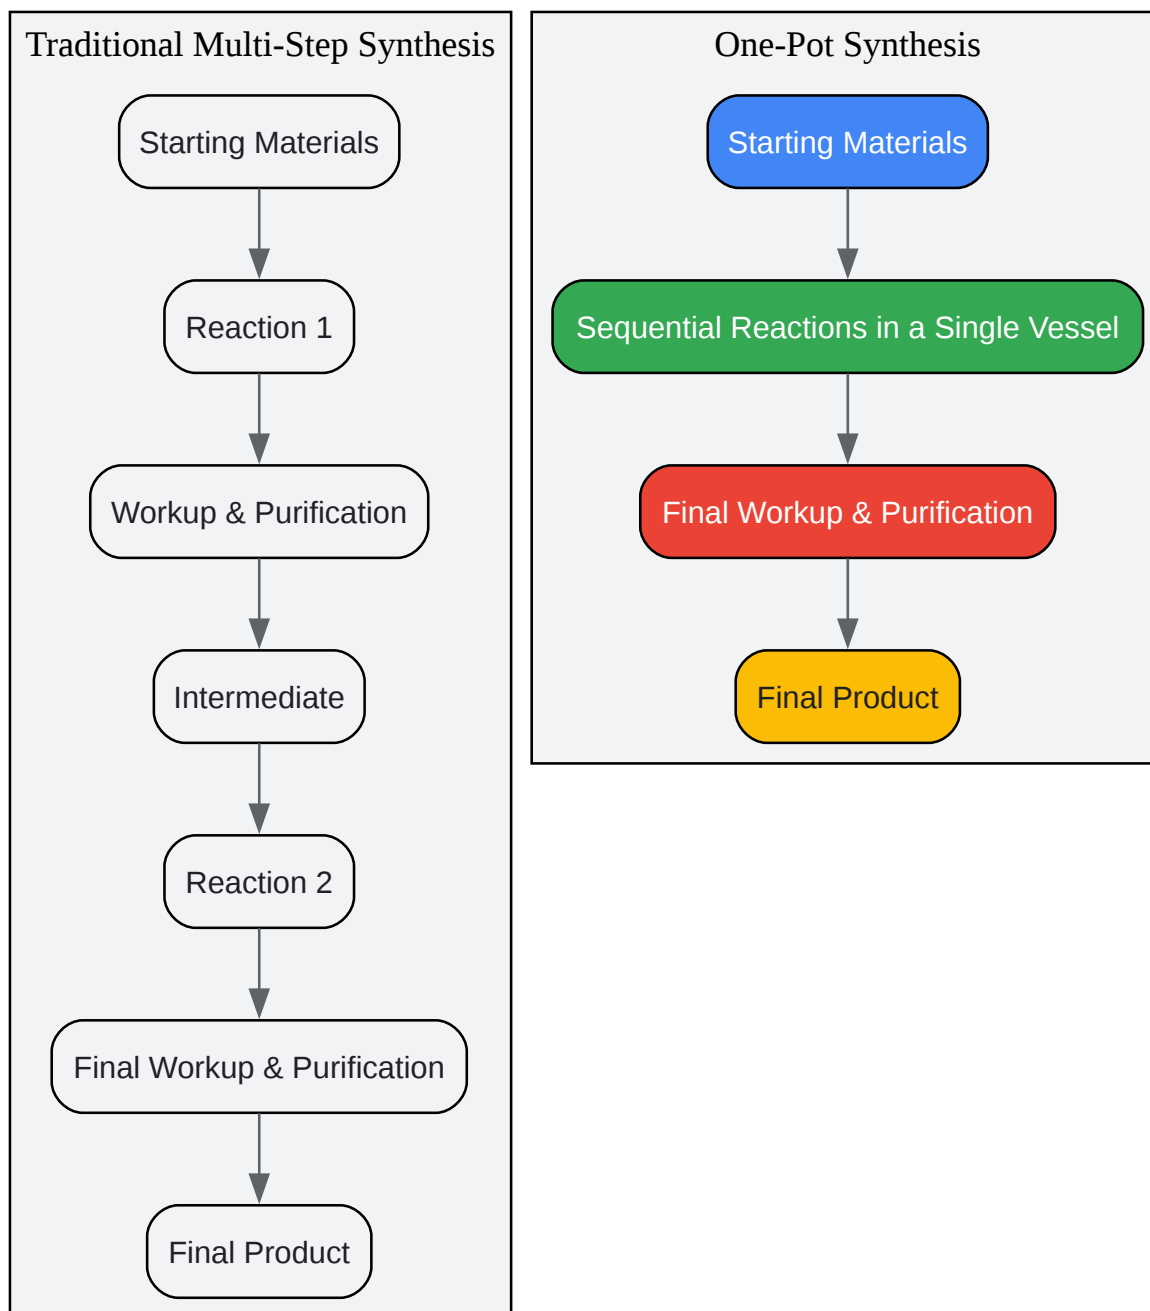 Traditional Multi-Step Synthesis
Starting Materials
Reaction 1
Workup & Purification
Intermediate
Reaction 2
Final Workup & Purification
Final Product
One-Pot Synthesis
Starting Materials
Sequential Reactions in a Single Vessel
Final Workup & Purification
Final Product